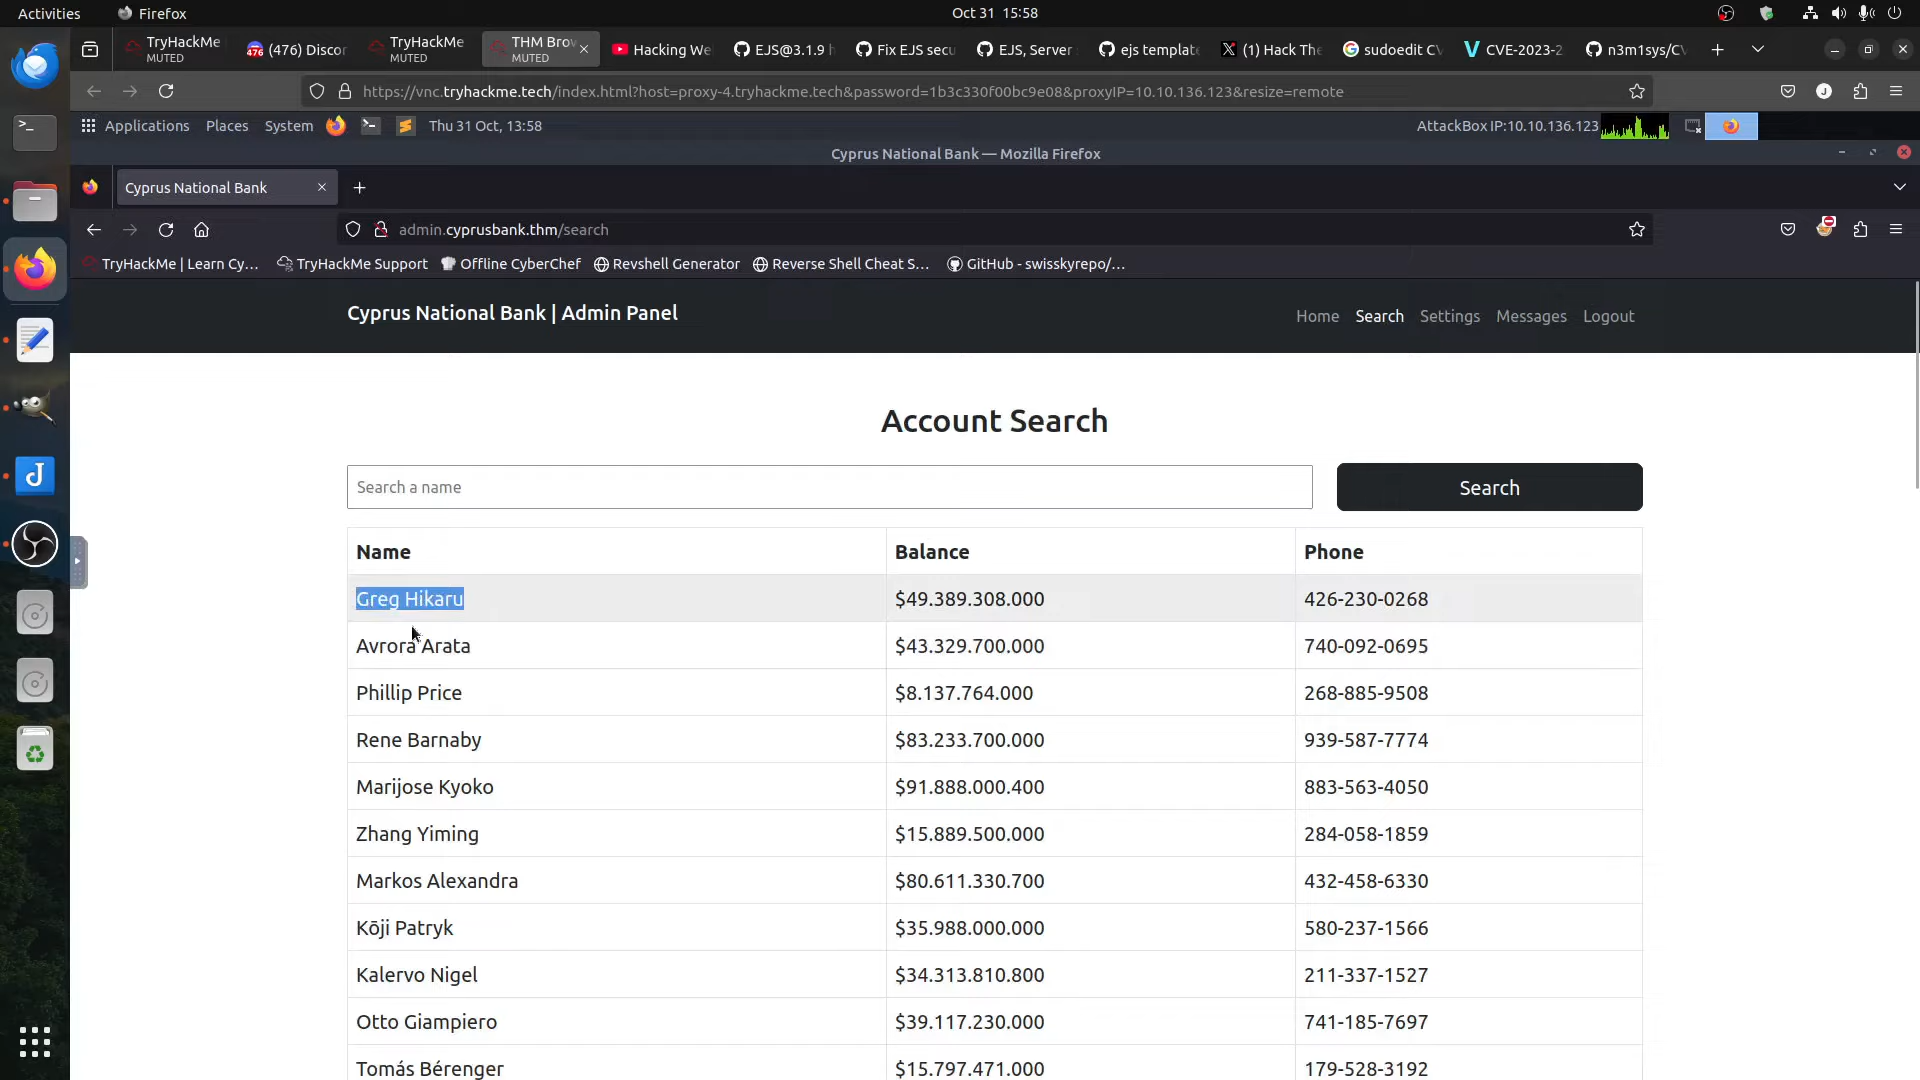 Activities
Firefox
Oct 31 15:58
TryHackMe
MUTED
(476) Discor
TryHackMe
MUTED
THM Brov
MUTED
Hacking We
EJS@3.1.9 h
Fix EJS secu
EJS, Server
ejs templat
(1) Hack The
sudoedit CV
CVE-2023-2
n3m1sys/CV
https://vnc.tryhackme.tech/index.html?host=proxy-4.tryhackme.tech&password=1b3c330f00bc9e08&proxyIP=10.10.136.123&resize=remote
Applications
Places
System
Thu 31 Oct, 13:58
AttackBox IP:10.10.136.123
Cyprus National Bank — Mozilla Firefox
Cyprus National Bank
admin.cyprusbank.thm/search
TryHackMe | Learn Cy...
TryHackMe Support
Offline CyberChef
Revshell Generator
Reverse Shell Cheat S...
GitHub - swisskyrepo/...
Cyprus National Bank | Admin Panel
Home Search Settings Messages Logout
Account Search
Search a name
Search
Name Balance Phone
Greg Hikaru $49.389.308.000 426-230-0268
Avrora Arata $43.329.700.000 740-092-0695
Phillip Price $8.137.764.000 268-885-9508
Rene Barnaby $83.233.700.000 939-587-7774
Marijose Kyoko $91.888.000.400 883-563-4050
Zhang Yiming $15.889.500.000 284-058-1859
Markos Alexandra $80.611.330.700 432-458-6330
Kōji Patryk $35.988.000.000 580-237-1566
Kalervo Nigel $34.313.810.800 211-337-1527
Otto Giampiero $39.117.230.000 741-185-7697
Tomás Bérenger $15.797.471.000 179-528-3192